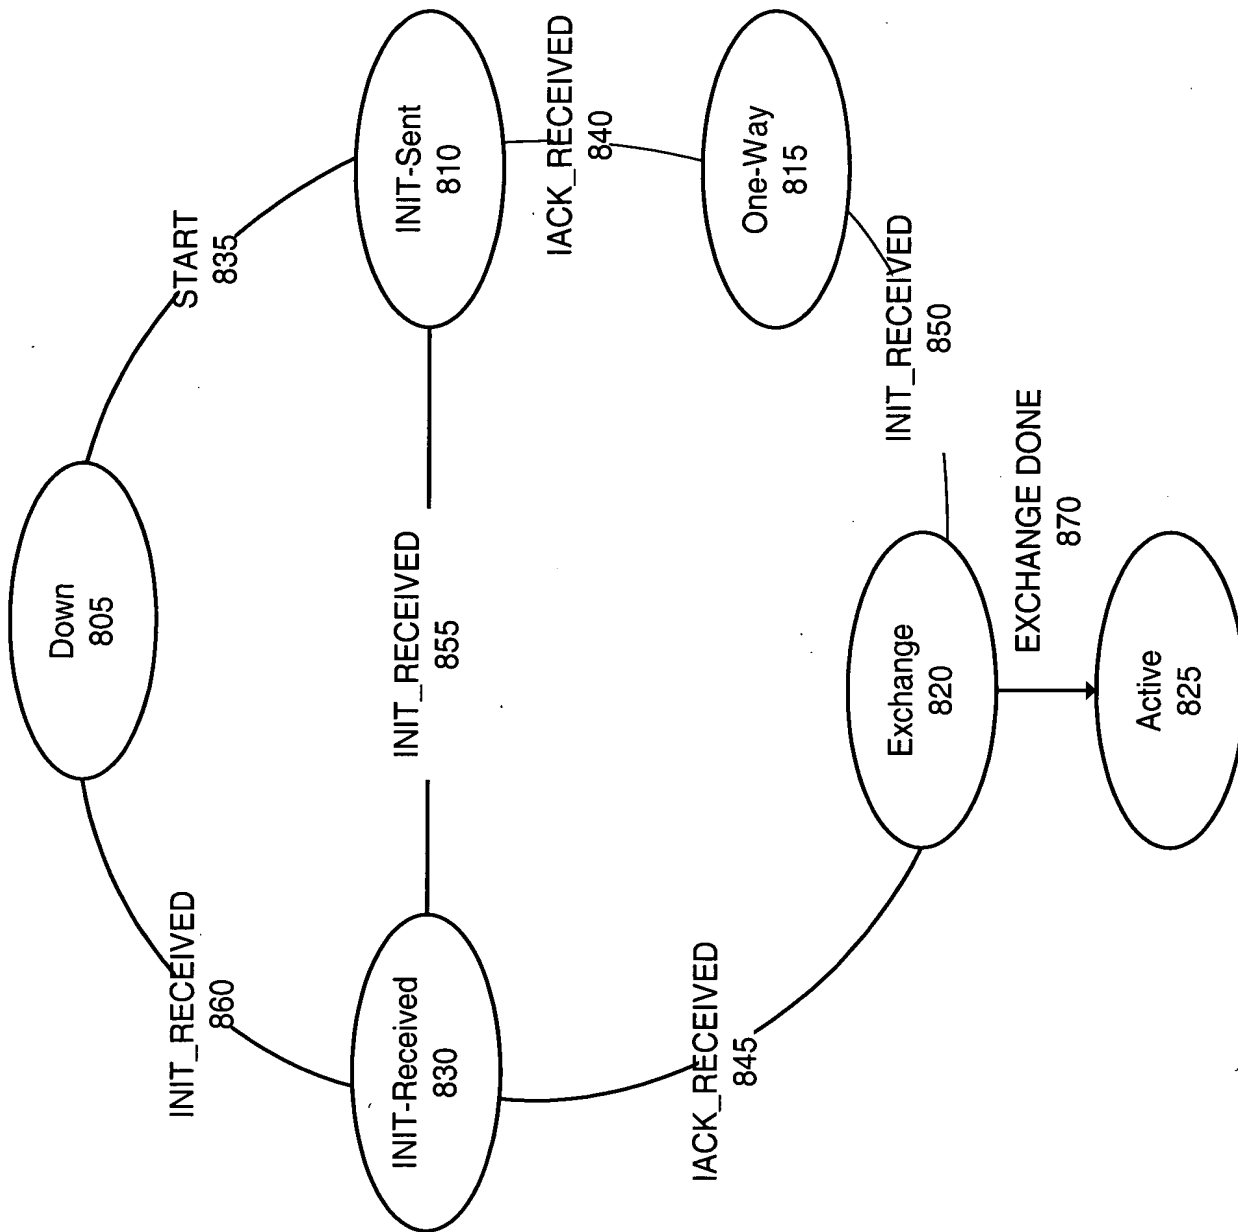 Down
805
START
835
INIT_RECEIVED
860
INIT-Sent
810
INIT_RECEIVED
855
INIT-Received
830
IACK_RECEIVED
840
One-Way
815
IACK_RECEIVED
845
INIT_RECEIVED
850
Exchange
820
EXCHANGE DONE
870
Active
825